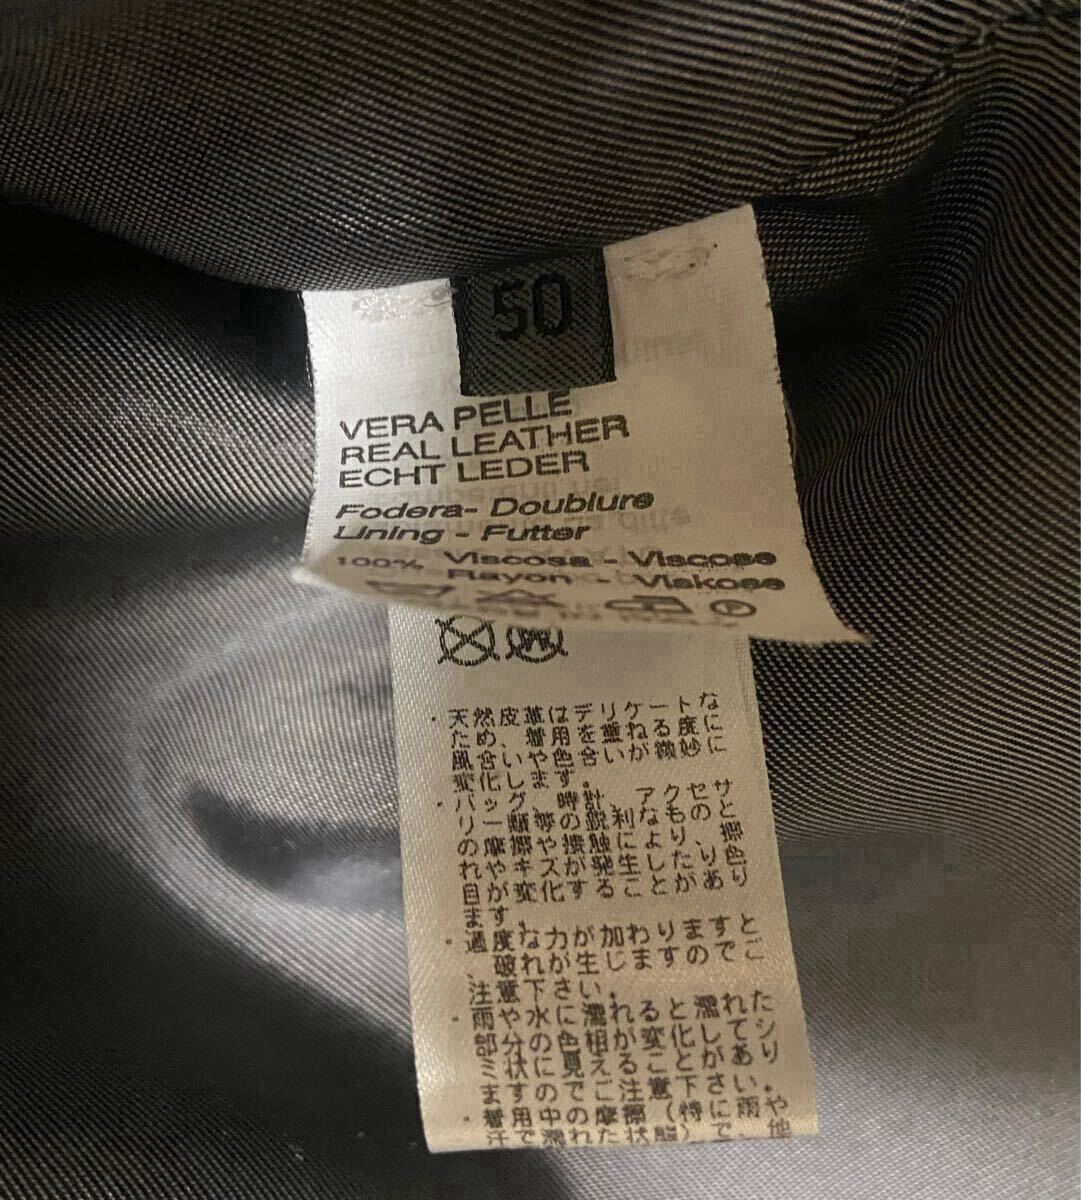 50
VERA PELLE
REAL LEATHER
ECHT LEDER
Fodera- Doublure
Lining - Futter
100% Viscosa - Viscose
Rayon - Viskose
・天然皮革はデリケートな
ため、着用を重ねる度に
風合いや色合いが微妙に
変化します。
・バッグ、時計、アクセサ
リー類等の鋭利なものと
の摩擦や接触により、擦
れやキズが発生したり色
目が変化することがあり
ます。
・過度な力が加わりますと
破れが生じますのでご
注意下さい。
・雨や水に濡れると濡れた
部分の色相が変化してシ
ミ状に見えることがあり
ますのでご注意下さい。
・着用中の摩擦（特に雨や
汗で濡れた状態）で、他